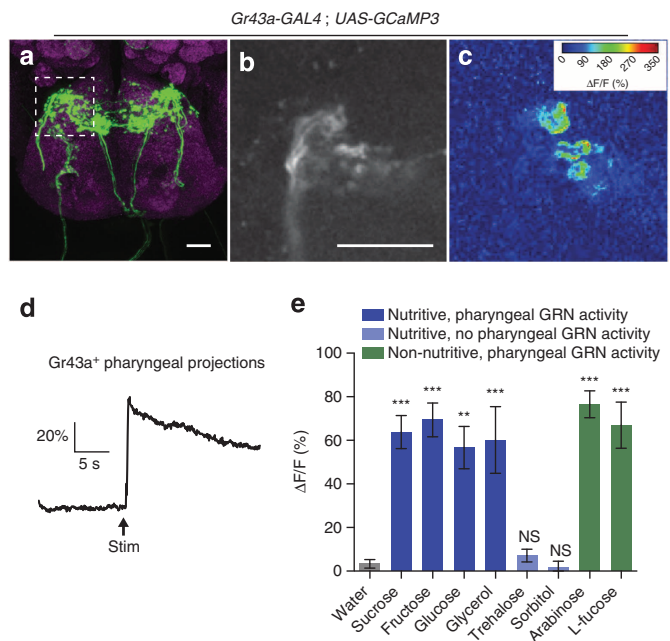 Gr43a-GAL4 ; UAS-GCaMP3
a
b
c
0
90
180
270
350
ΔF/F (%)
d
Gr43a⁺ pharyngeal projections
20%
5 s
Stim
e
Nutritive, pharyngeal GRN activity
Nutritive, no pharyngeal GRN activity
Non-nutritive, pharyngeal GRN activity
100
80
60
40
20
0
ΔF/F (%)
***
***
**
***
NS
NS
***
***
Water
Sucrose
Fructose
Glucose
Glycerol
Trehalose
Sorbitol
Arabinose
L-fucose